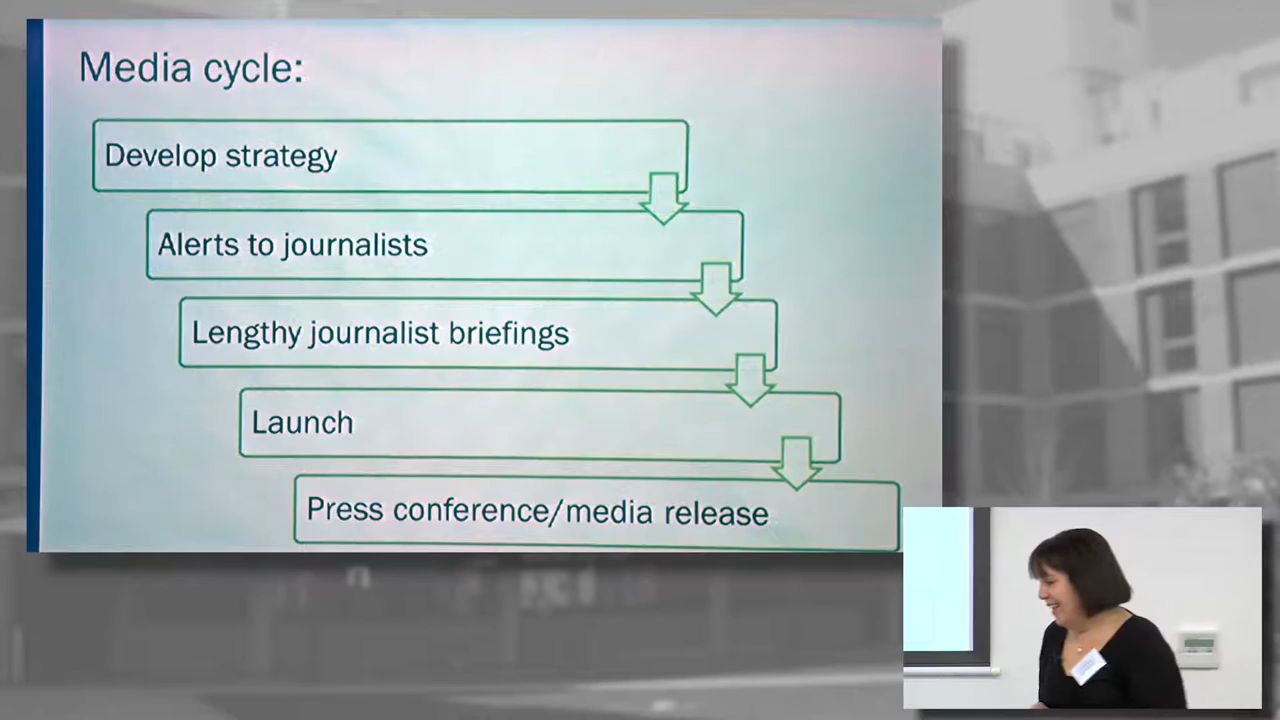 Media cycle:
Develop strategy
Alerts to journalists
Lengthy journalist briefings
Launch
Press conference/media release